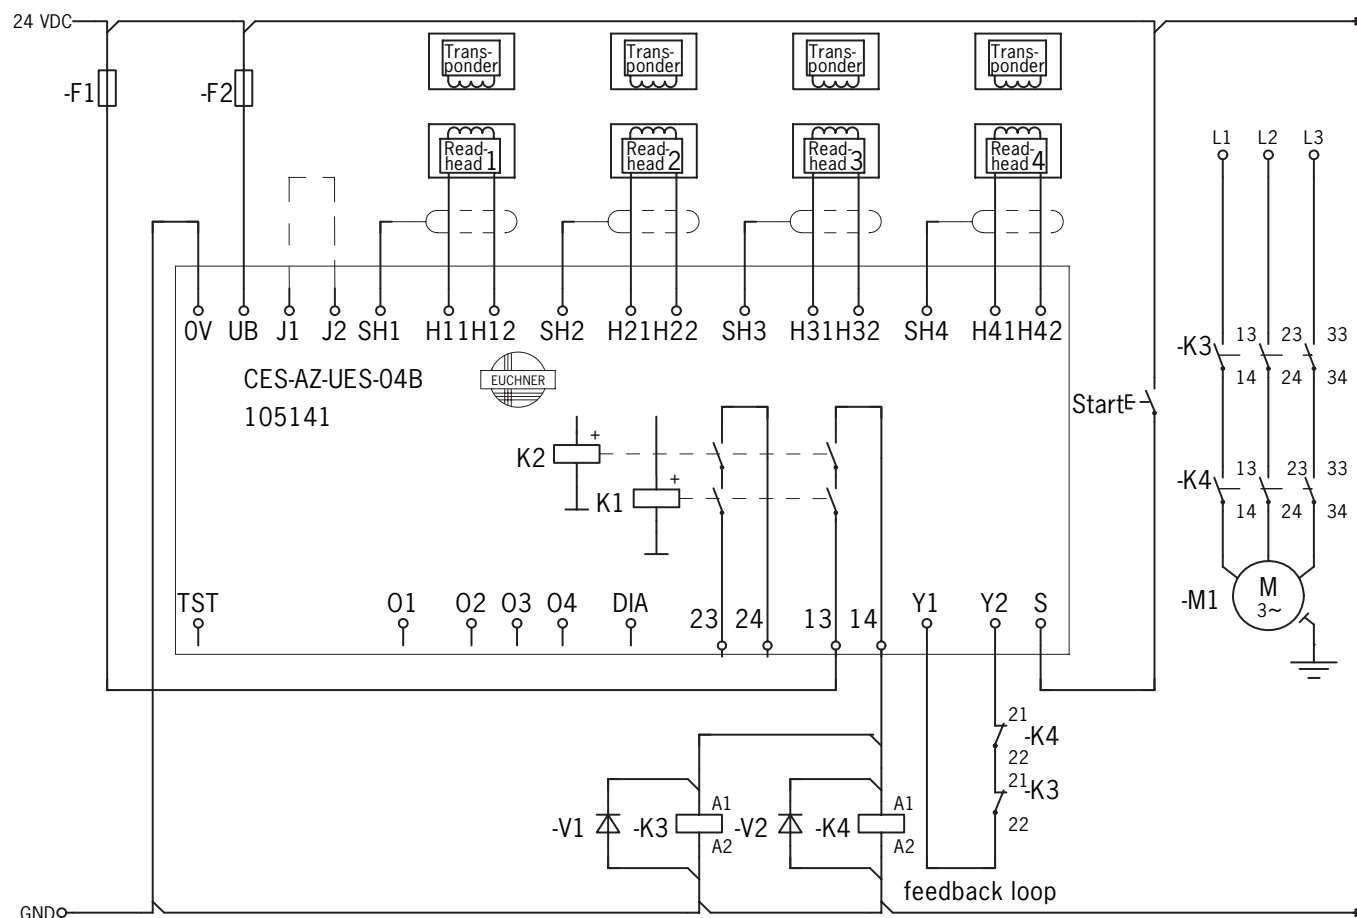 24 VDC
-F1
-F2
Trans-
ponder
Trans-
ponder
Trans-
ponder
Trans-
ponder
Read-
head 1
Read-
head 2
Read-
head 3
Read-
head 4
L1 L2 L3
0V UB J1 J2 SH1 H11 H12 SH2 H21 H22 SH3 H31 H32 SH4 H41 H42
CES-AZ-UES-04B
105141
EUCHNER
-K3
13 23 33
14 24 34
Start
K2 +
K1 +
-K4
13 23 33
14 24 34
TST O1 O2 O3 O4 DIA 23 24 13 14 Y1 Y2 S
-M1
M
3~
21
-K4
22
21
-K3
22
-V1
-K3
A1
A2
-V2
-K4
A1
A2
feedback loop
GND